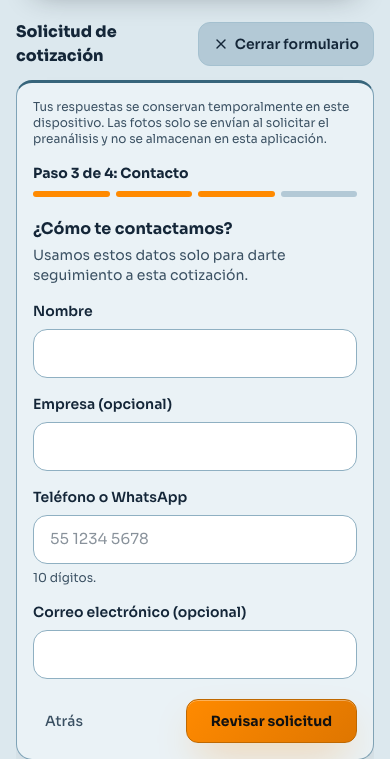 Solicitud de
cotización
× Cerrar formulario
Tus respuestas se conservan temporalmente en este
dispositivo. Las fotos solo se envían al solicitar el
preanálisis y no se almacenan en esta aplicación.
Paso 3 de 4: Contacto
¿Cómo te contactamos?
Usamos estos datos solo para darte
seguimiento a esta cotización.
Nombre
Empresa (opcional)
Teléfono o WhatsApp
55 1234 5678
10 dígitos.
Correo electrónico (opcional)
Atrás
Revisar solicitud